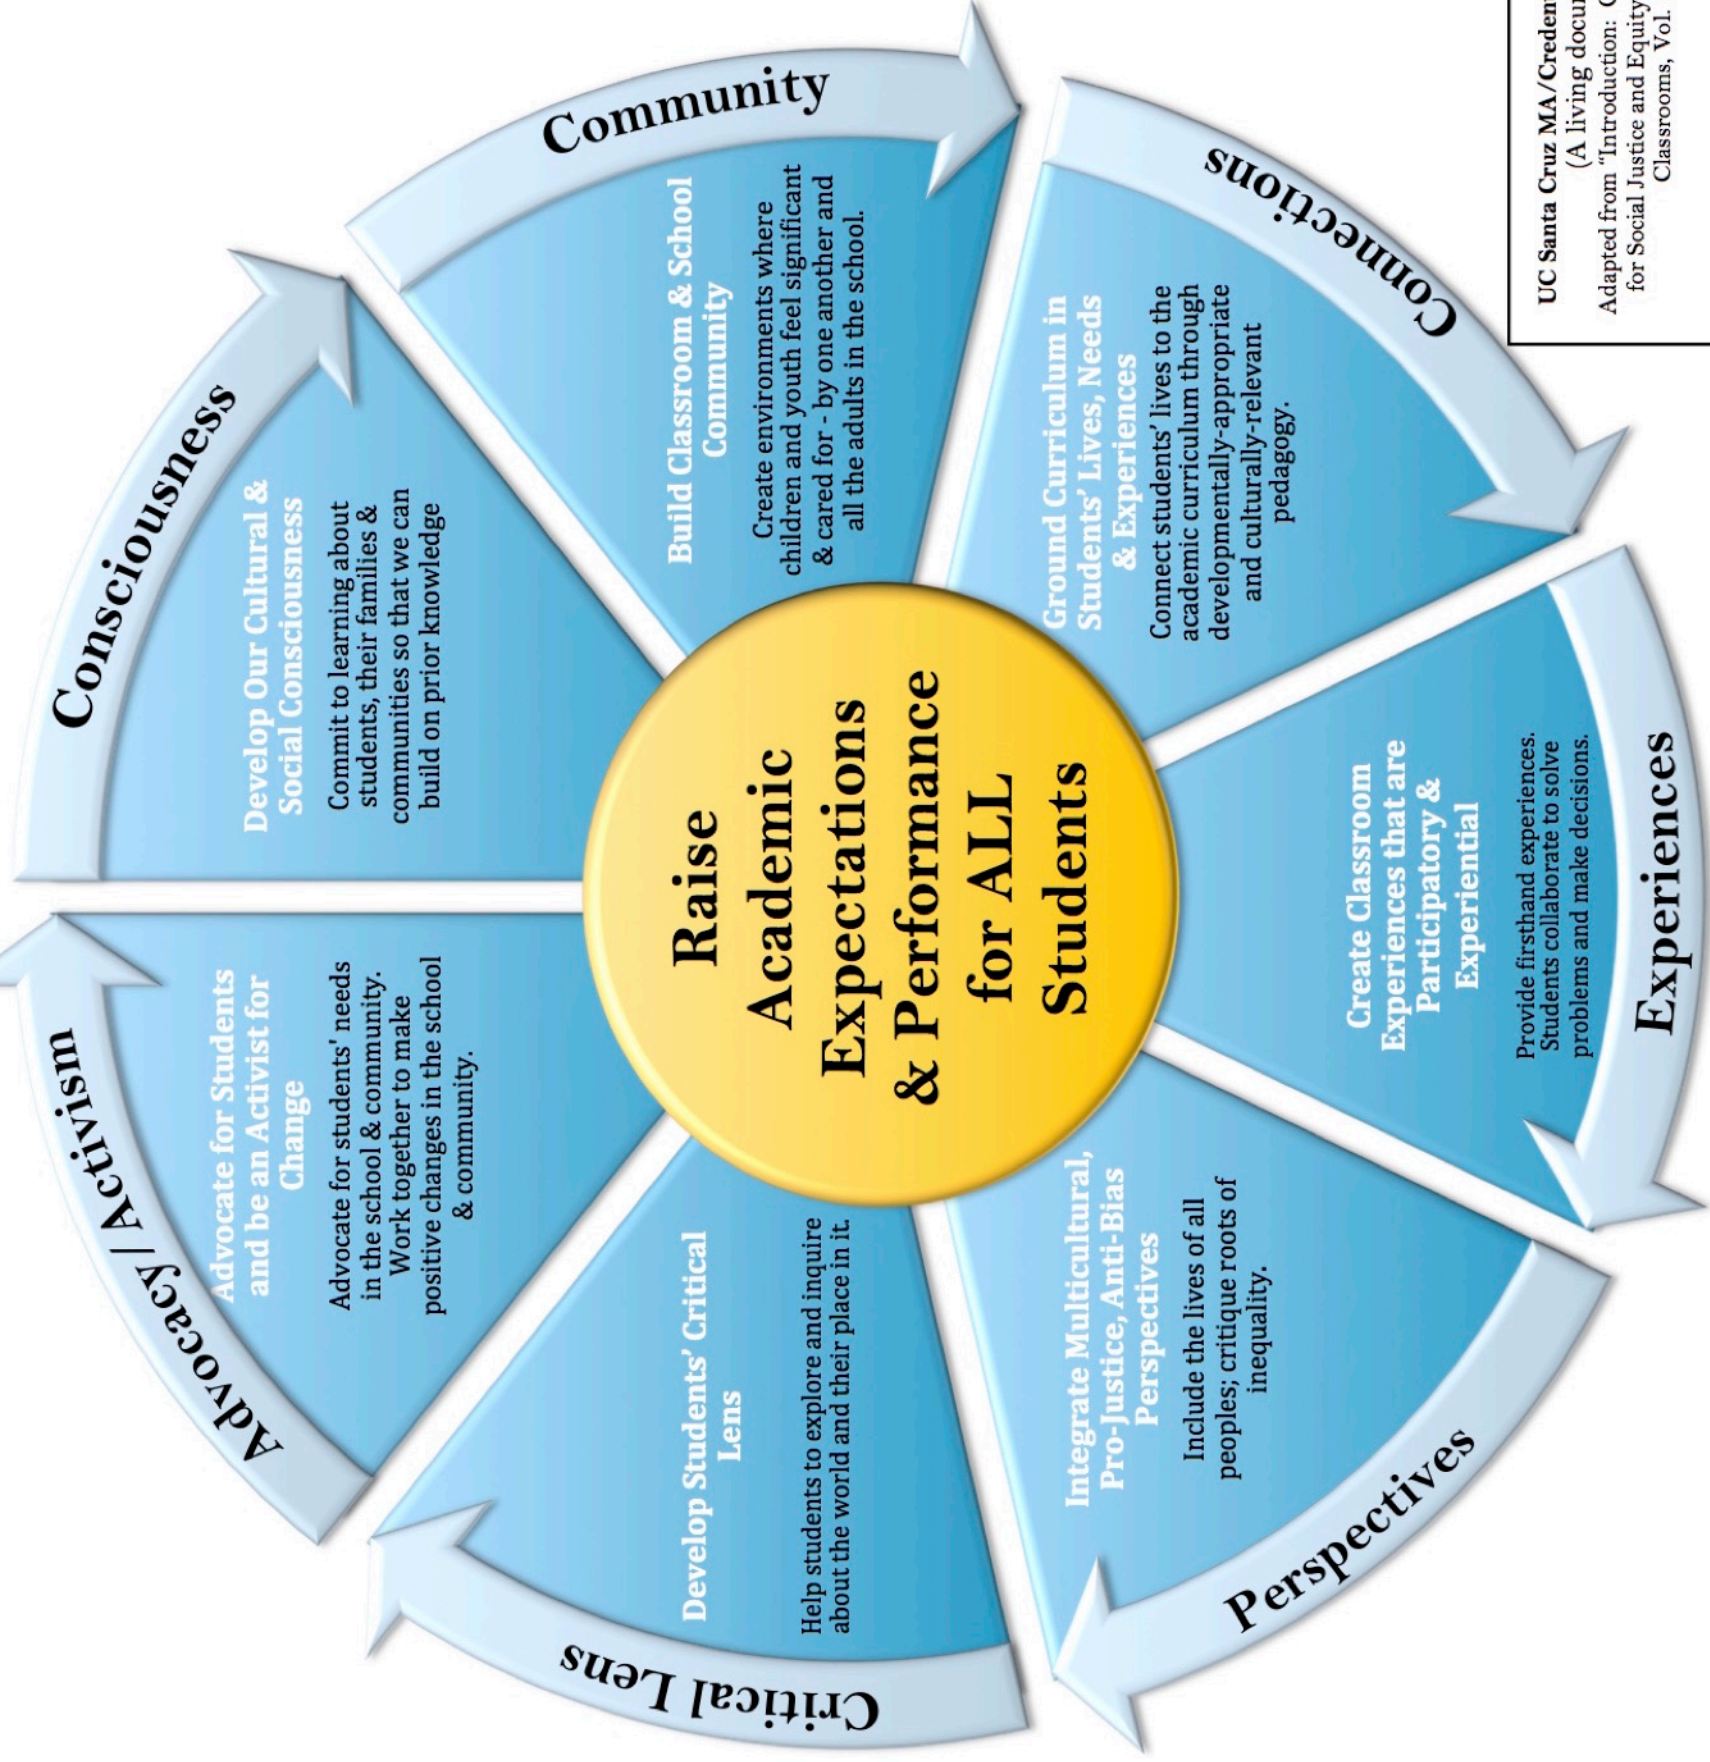 Raise
Academic
Expectations
& Performance
for ALL
Students
Consciousness
Develop Our Cultural &
Social Consciousness
Commit to learning about
students, their families &
communities so that we can
build on prior knowledge
Community
Build Classroom & School
Community
Create environments where
children and youth feel significant
& cared for - by one another and
all the adults in the school.
Connections
Ground Curriculum in
Students' Lives, Needs
& Experiences
Connect students' lives to the
academic curriculum through
developmentally-appropriate
and culturally-relevant
pedagogy.
Experiences
Create Classroom
Experiences that are
Participatory &
Experiential
Provide firsthand experiences.
Students collaborate to solve
problems and make decisions.
Perspectives
Integrate Multicultural,
Pro-Justice, Anti-Bias
Perspectives
Include the lives of all
peoples; critique roots of
inequality.
Critical Lens
Develop Students' Critical
Lens
Help students to explore and inquire
about the world and their place in it.
Advocacy / Activism
Advocate for Students
and be an Activist for
Change
Advocate for students' needs
in the school & community.
Work together to make
positive changes in the school
& community.
UC Santa Cruz MA/
(A living
Adapted from "Introduction:
for Social Justice and Equity
Classrooms, Vol.